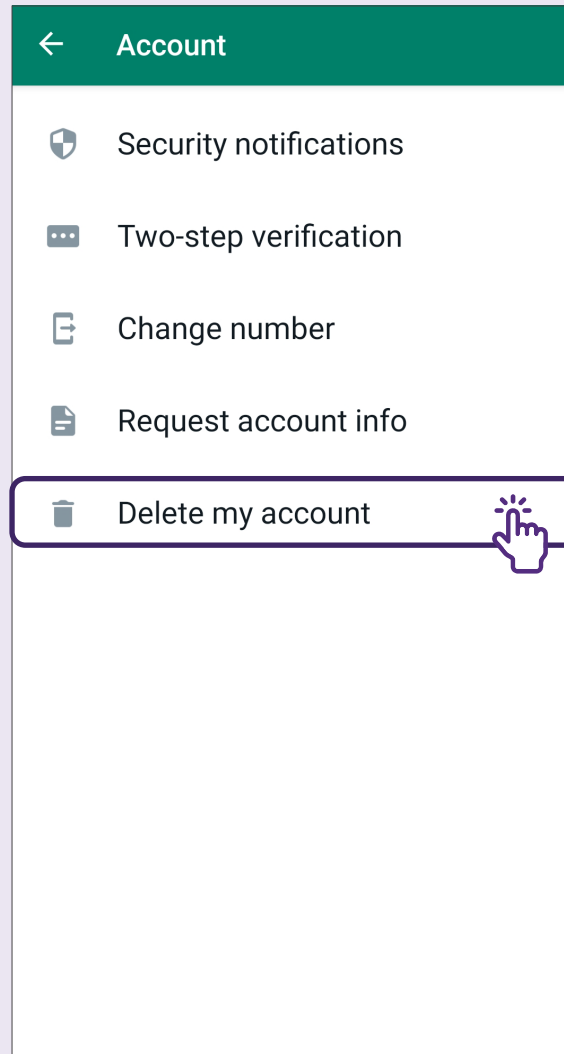 Account
Security notifications
Two-step verification
Change number
Request account info
Delete my account